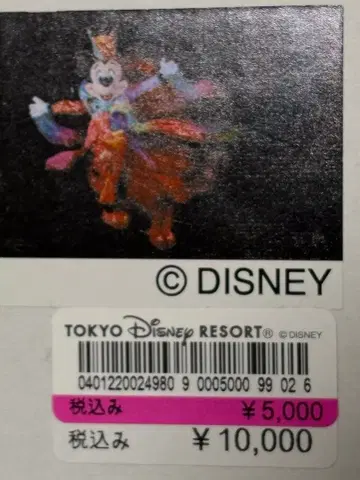 © DISNEY
TOKYO Disney RESORT® © DISNEY
0401220024980 9 0005000 99 02 6
税込み ¥5,000
税込み ¥10,000